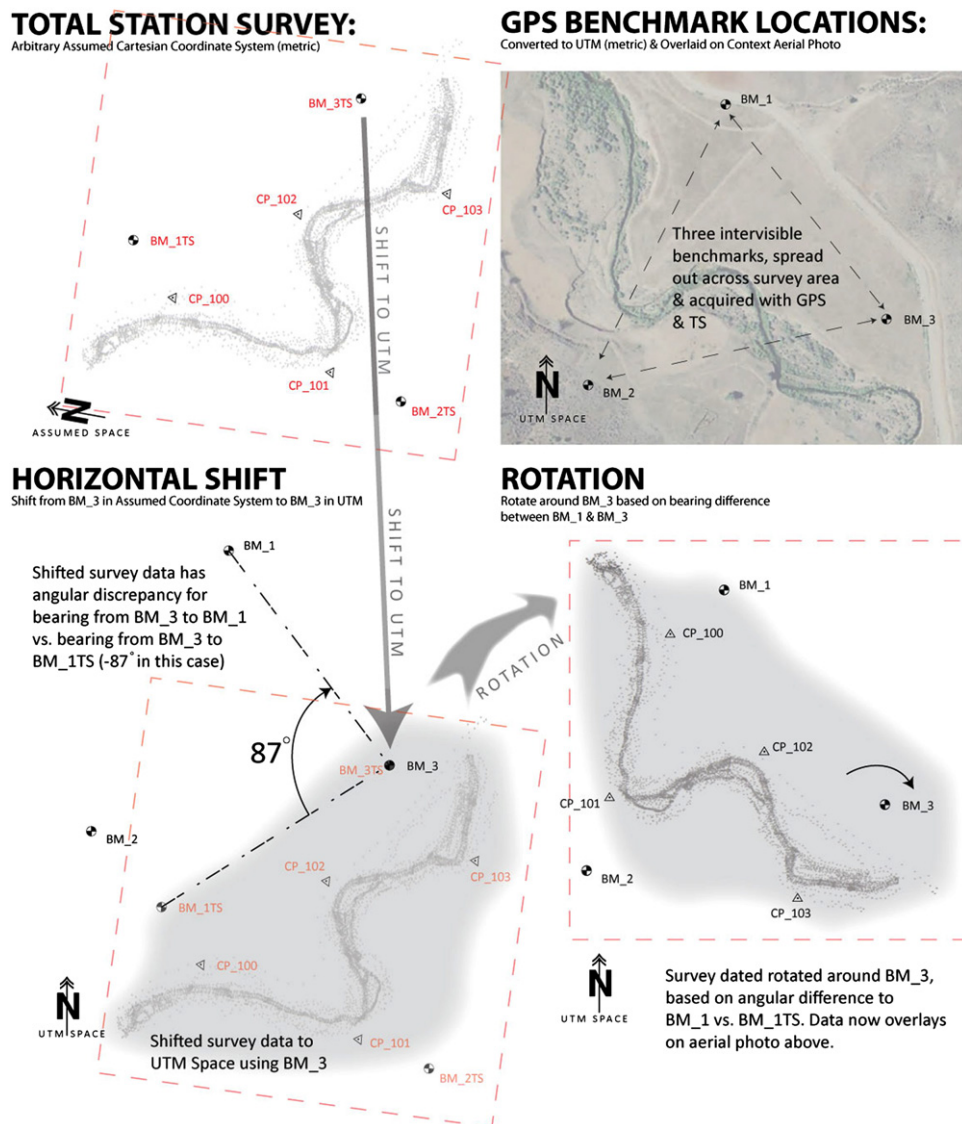 TOTAL STATION SURVEY:
Arbitrary Assumed Cartesian Coordinate System (metric)
BM_3TS
CP_102
CP_103
BM_1TS
CP_100
CP_101
BM_2TS
N
ASSUMED SPACE
SHIFT TO UTM
GPS BENCHMARK LOCATIONS:
Converted to UTM (metric) & Overlaid on Context Aerial Photo
BM_1
Three intervisible
benchmarks, spread
out across survey area
& acquired with GPS
& TS
BM_3
BM_2
N
UTM SPACE
HORIZONTAL SHIFT
Shift from BM_3 in Assumed Coordinate System to BM_3 in UTM
SHIFT TO UTM
BM_1
Shifted survey data has
angular discrepancy for
bearing from BM_3 to BM_1
vs. bearing from BM_3 to
BM_1TS (-87° in this case)
87°
BM_3TS
BM_3
BM_2
CP_102
CP_103
BM_1TS
CP_100
N
UTM SPACE
CP_101
Shifted survey data to
UTM Space using BM_3
BM_2TS
ROTATION
ROTATION
Rotate around BM_3 based on bearing difference
between BM_1 & BM_3
BM_1
CP_100
CP_102
CP_101
BM_3
BM_2
CP_103
N
UTM SPACE
Survey dated rotated around BM_3,
based on angular difference to
BM_1 vs. BM_1TS. Data now overlays
on aerial photo above.